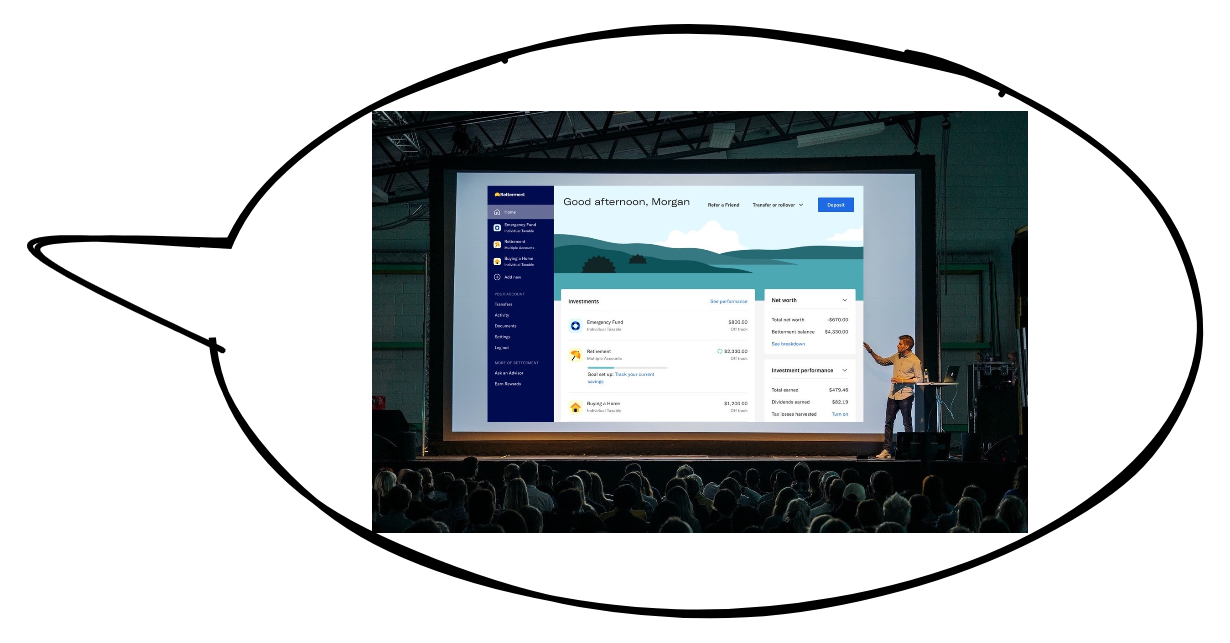 Betterment
Home
Emergency Fund
Individual Taxable
Retirement
Multiple Accounts
Buying a Home
Individual Taxable
Add new
YOUR ACCOUNT
Transfers
Activity
Documents
Settings
Log out
MORE OF BETTERMENT
Ask an Advisor
Earn Rewards
Good afternoon, Morgan
Refer a Friend
Transfer or rollover
Deposit
Investments
See performance
Emergency Fund
$800.00
Individual Taxable
Off track
Retirement
$2,330.00
Multiple Accounts
Off track
Goal set up: Track your current
savings
Buying a Home
$1,200.00
Individual Taxable
Off track
Net worth
Total net worth
-$670.00
Betterment balance
$4,330.00
See breakdown
Investment performance
Total earned
$479.46
Dividends earned
$82.19
Tax losses harvested
Turn on